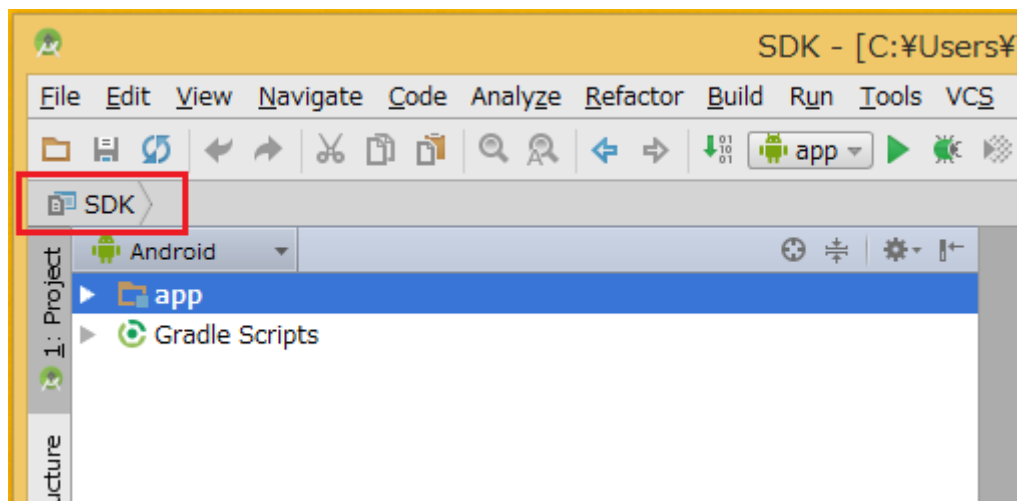 SDK - [C:¥Users¥
File Edit View Navigate Code Analyze Refactor Build Run Tools VCS
app
SDK
1: Project
Android
app
Gradle Scripts
ucture